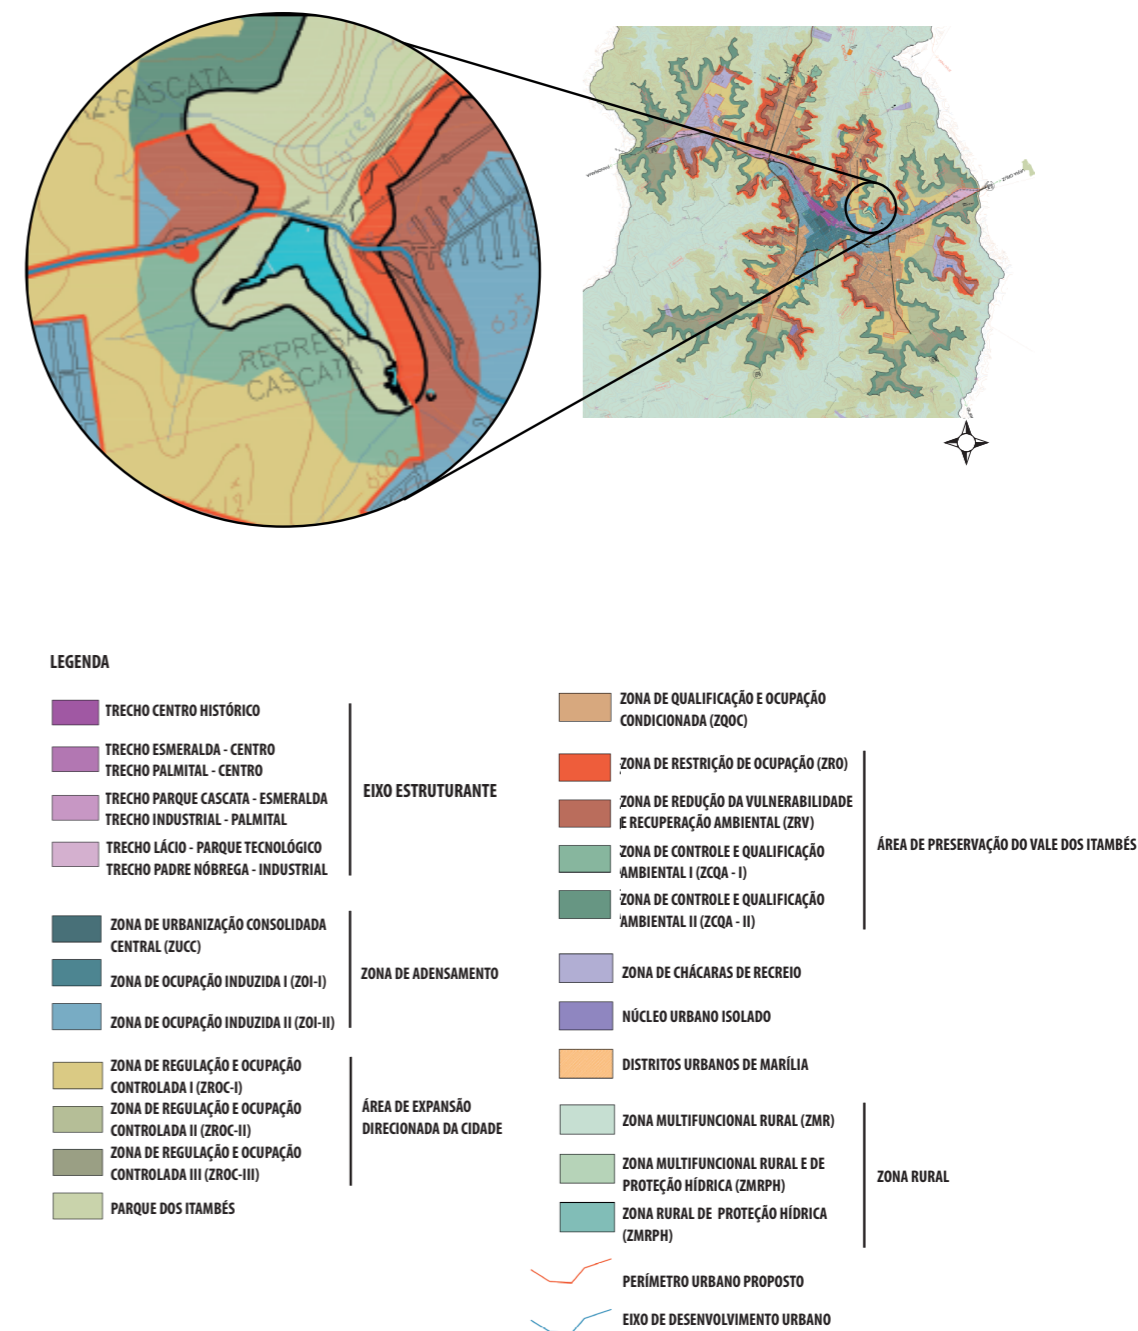 AZ.CASCATA
REPRESA
CASCATA
633
600
LEGENDA
TRECHO CENTRO HISTÓRICO
TRECHO ESMERALDA - CENTRO
TRECHO PALMITAL - CENTRO
TRECHO PARQUE CASCATA - ESMERALDA
TRECHO INDUSTRIAL - PALMITAL
TRECHO LÁCIO - PARQUE TECNOLÓGICO
TRECHO PADRE NÓBREGA - INDUSTRIAL
EIXO ESTRUTURANTE
ZONA DE URBANIZAÇÃO CONSOLIDADA
CENTRAL (ZUCC)
ZONA DE OCUPAÇÃO INDUZIDA I (ZOI-I)
ZONA DE OCUPAÇÃO INDUZIDA II (ZOI-II)
ZONA DE ADENSAMENTO
ZONA DE REGULAÇÃO E OCUPAÇÃO
CONTROLADA I (ZROC-I)
ZONA DE REGULAÇÃO E OCUPAÇÃO
CONTROLADA II (ZROC-II)
ZONA DE REGULAÇÃO E OCUPAÇÃO
CONTROLADA III (ZROC-III)
ÁREA DE EXPANSÃO
DIRECIONADA DA CIDADE
PARQUE DOS ITAMBÉS
ZONA DE QUALIFICAÇÃO E OCUPAÇÃO
CONDICIONADA (ZQOC)
ZONA DE RESTRIÇÃO DE OCUPAÇÃO (ZRO)
ZONA DE REDUÇÃO DA VULNERABILIDADE
E RECUPERAÇÃO AMBIENTAL (ZRV)
ZONA DE CONTROLE E QUALIFICAÇÃO
AMBIENTAL I (ZCQA - I)
ZONA DE CONTROLE E QUALIFICAÇÃO
AMBIENTAL II (ZCQA - II)
ÁREA DE PRESERVAÇÃO DO VALE DOS ITAMBÉS
ZONA DE CHÁCARAS DE RECREIO
NÚCLEO URBANO ISOLADO
DISTRITOS URBANOS DE MARÍLIA
ZONA MULTIFUNCIONAL RURAL (ZMR)
ZONA MULTIFUNCIONAL RURAL E DE
PROTEÇÃO HÍDRICA (ZMRPH)
ZONA RURAL DE PROTEÇÃO HÍDRICA
(ZMRPH)
ZONA RURAL
PERÍMETRO URBANO PROPOSTO
EIXO DE DESENVOLVIMENTO URBANO